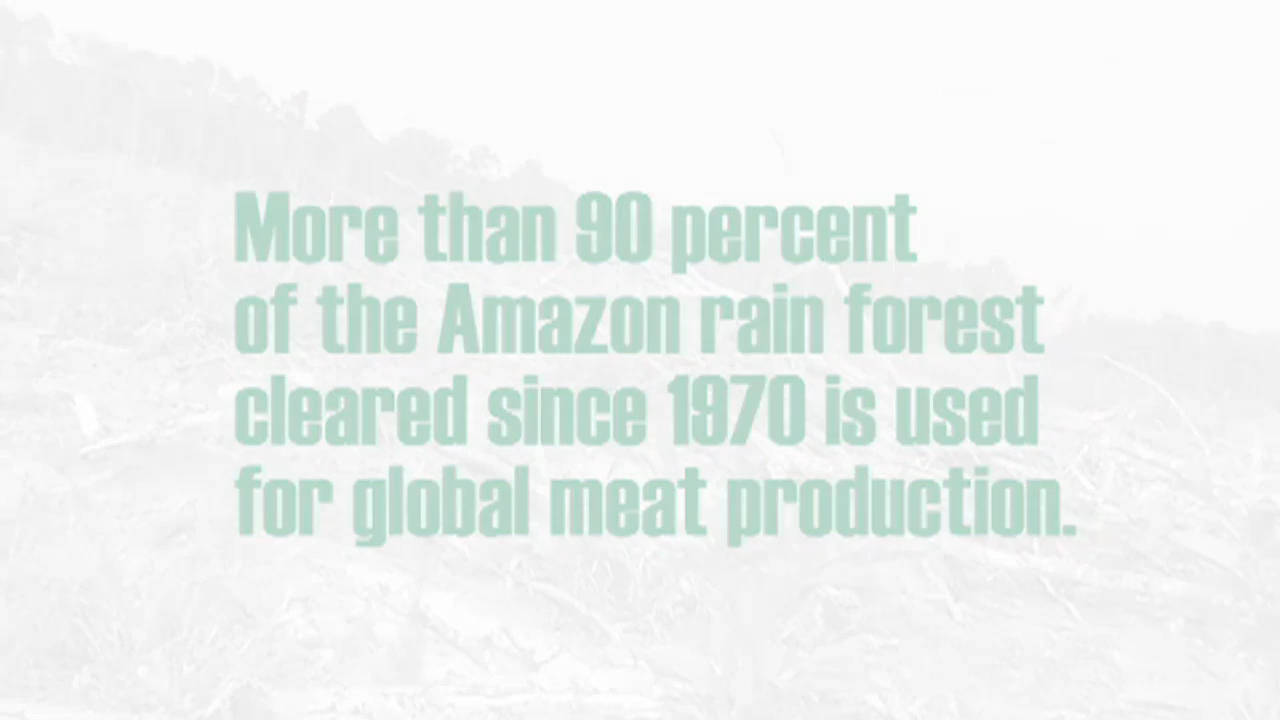 More than 90 percent
of the Amazon rain forest
cleared since 1970 is used
for global meat production.